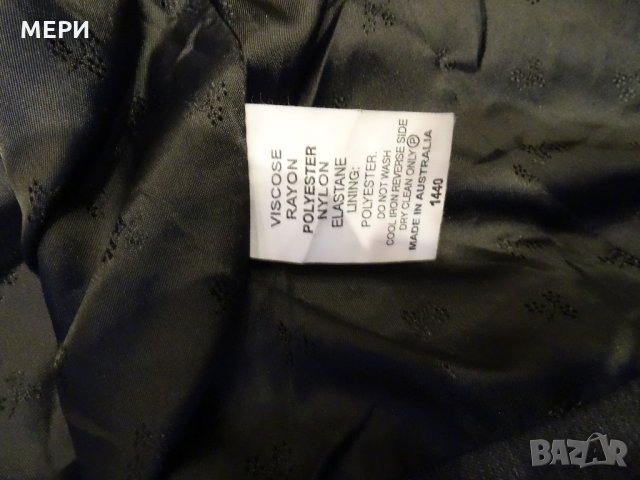 МЕРИ
VISCOSE
RAYON
POLYESTER
NYLON
ELASTANE
LINING:
POLYESTER.
DO NOT WASH
COOL IRON REVERSE SIDE
DRY CLEAN ONLY Ⓟ
MADE IN AUSTRALIA
1440
BAZAR